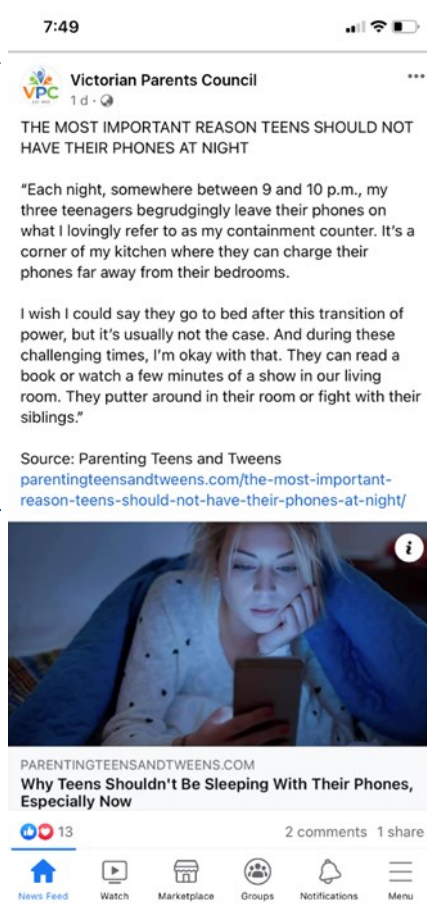 7:49
VPC
Victorian Parents Council
1 d ·
THE MOST IMPORTANT REASON TEENS SHOULD NOT
HAVE THEIR PHONES AT NIGHT
“Each night, somewhere between 9 and 10 p.m., my
three teenagers begrudgingly leave their phones on
what I lovingly refer to as my containment counter. It’s a
corner of my kitchen where they can charge their
phones far away from their bedrooms.
I wish I could say they go to bed after this transition of
power, but it’s usually not the case. And during these
challenging times, I’m okay with that. They can read a
book or watch a few minutes of a show in our living
room. They putter around in their room or fight with their
siblings.”
Source: Parenting Teens and Tweens
parentingteensandtweens.com/the-most-important-
reason-teens-should-not-have-their-phones-at-night/
i
PARENTINGTEENSANDTWEENS.COM
Why Teens Shouldn't Be Sleeping With Their Phones,
Especially Now
13 2 comments 1 share
News Feed Watch Marketplace Groups Notifications Menu